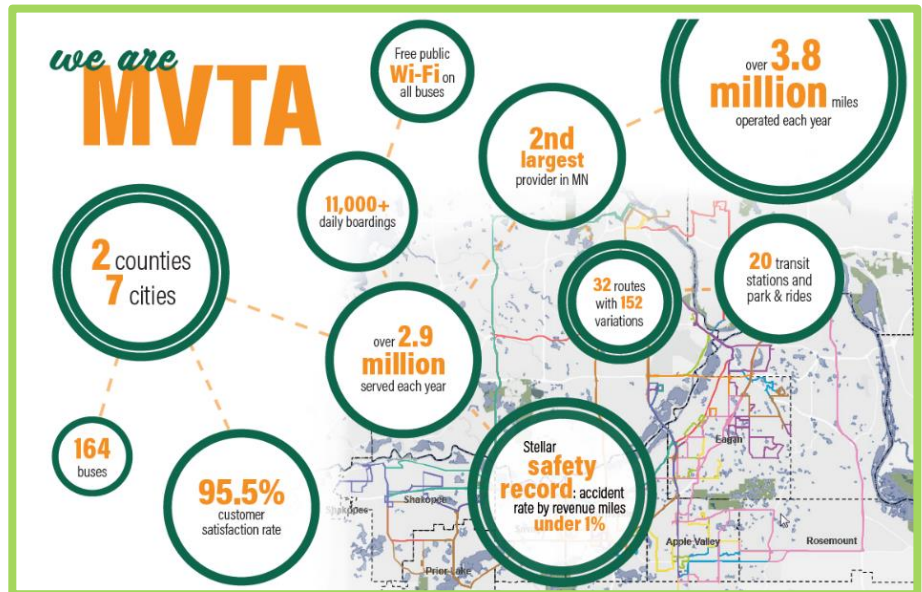 we are
MVTA
Free public
Wi-Fi on
all buses
over 3.8
million miles
operated each year
2nd
largest
provider in MN
11,000+
daily boardings
2 counties
7 cities
32 routes
with 152
variations
20 transit
stations and
park & rides
over 2.9
million
served each year
164
buses
95.5%
customer
satisfaction rate
Stellar
safety
record: accident
rate by revenue miles
under 1%
Eagan
Shakopee
Shakopee
Apple Valley
Rosemount
Prior Lake